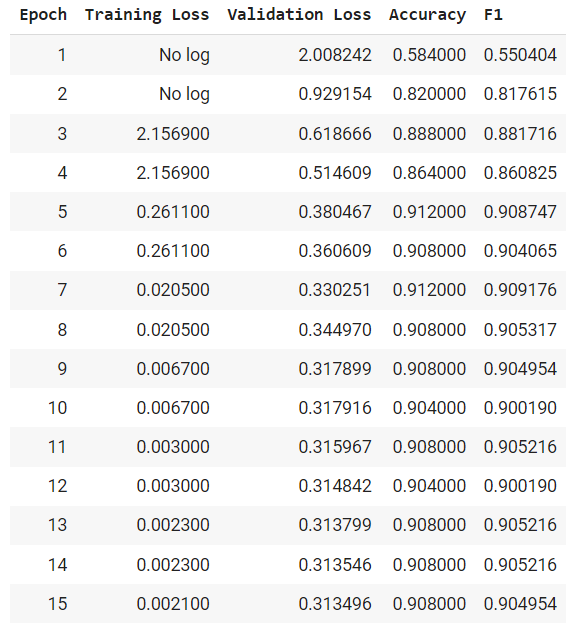 Epoch Training Loss Validation Loss Accuracy F1
1 No log 2.008242 0.584000 0.550404
2 No log 0.929154 0.820000 0.817615
3 2.156900 0.618666 0.888000 0.881716
4 2.156900 0.514609 0.864000 0.860825
5 0.261100 0.380467 0.912000 0.908747
6 0.261100 0.360609 0.908000 0.904065
7 0.020500 0.330251 0.912000 0.909176
8 0.020500 0.344970 0.908000 0.905317
9 0.006700 0.317899 0.908000 0.904954
10 0.006700 0.317916 0.904000 0.900190
11 0.003000 0.315967 0.908000 0.905216
12 0.003000 0.314842 0.904000 0.900190
13 0.002300 0.313799 0.908000 0.905216
14 0.002300 0.313546 0.908000 0.905216
15 0.002100 0.313496 0.908000 0.904954